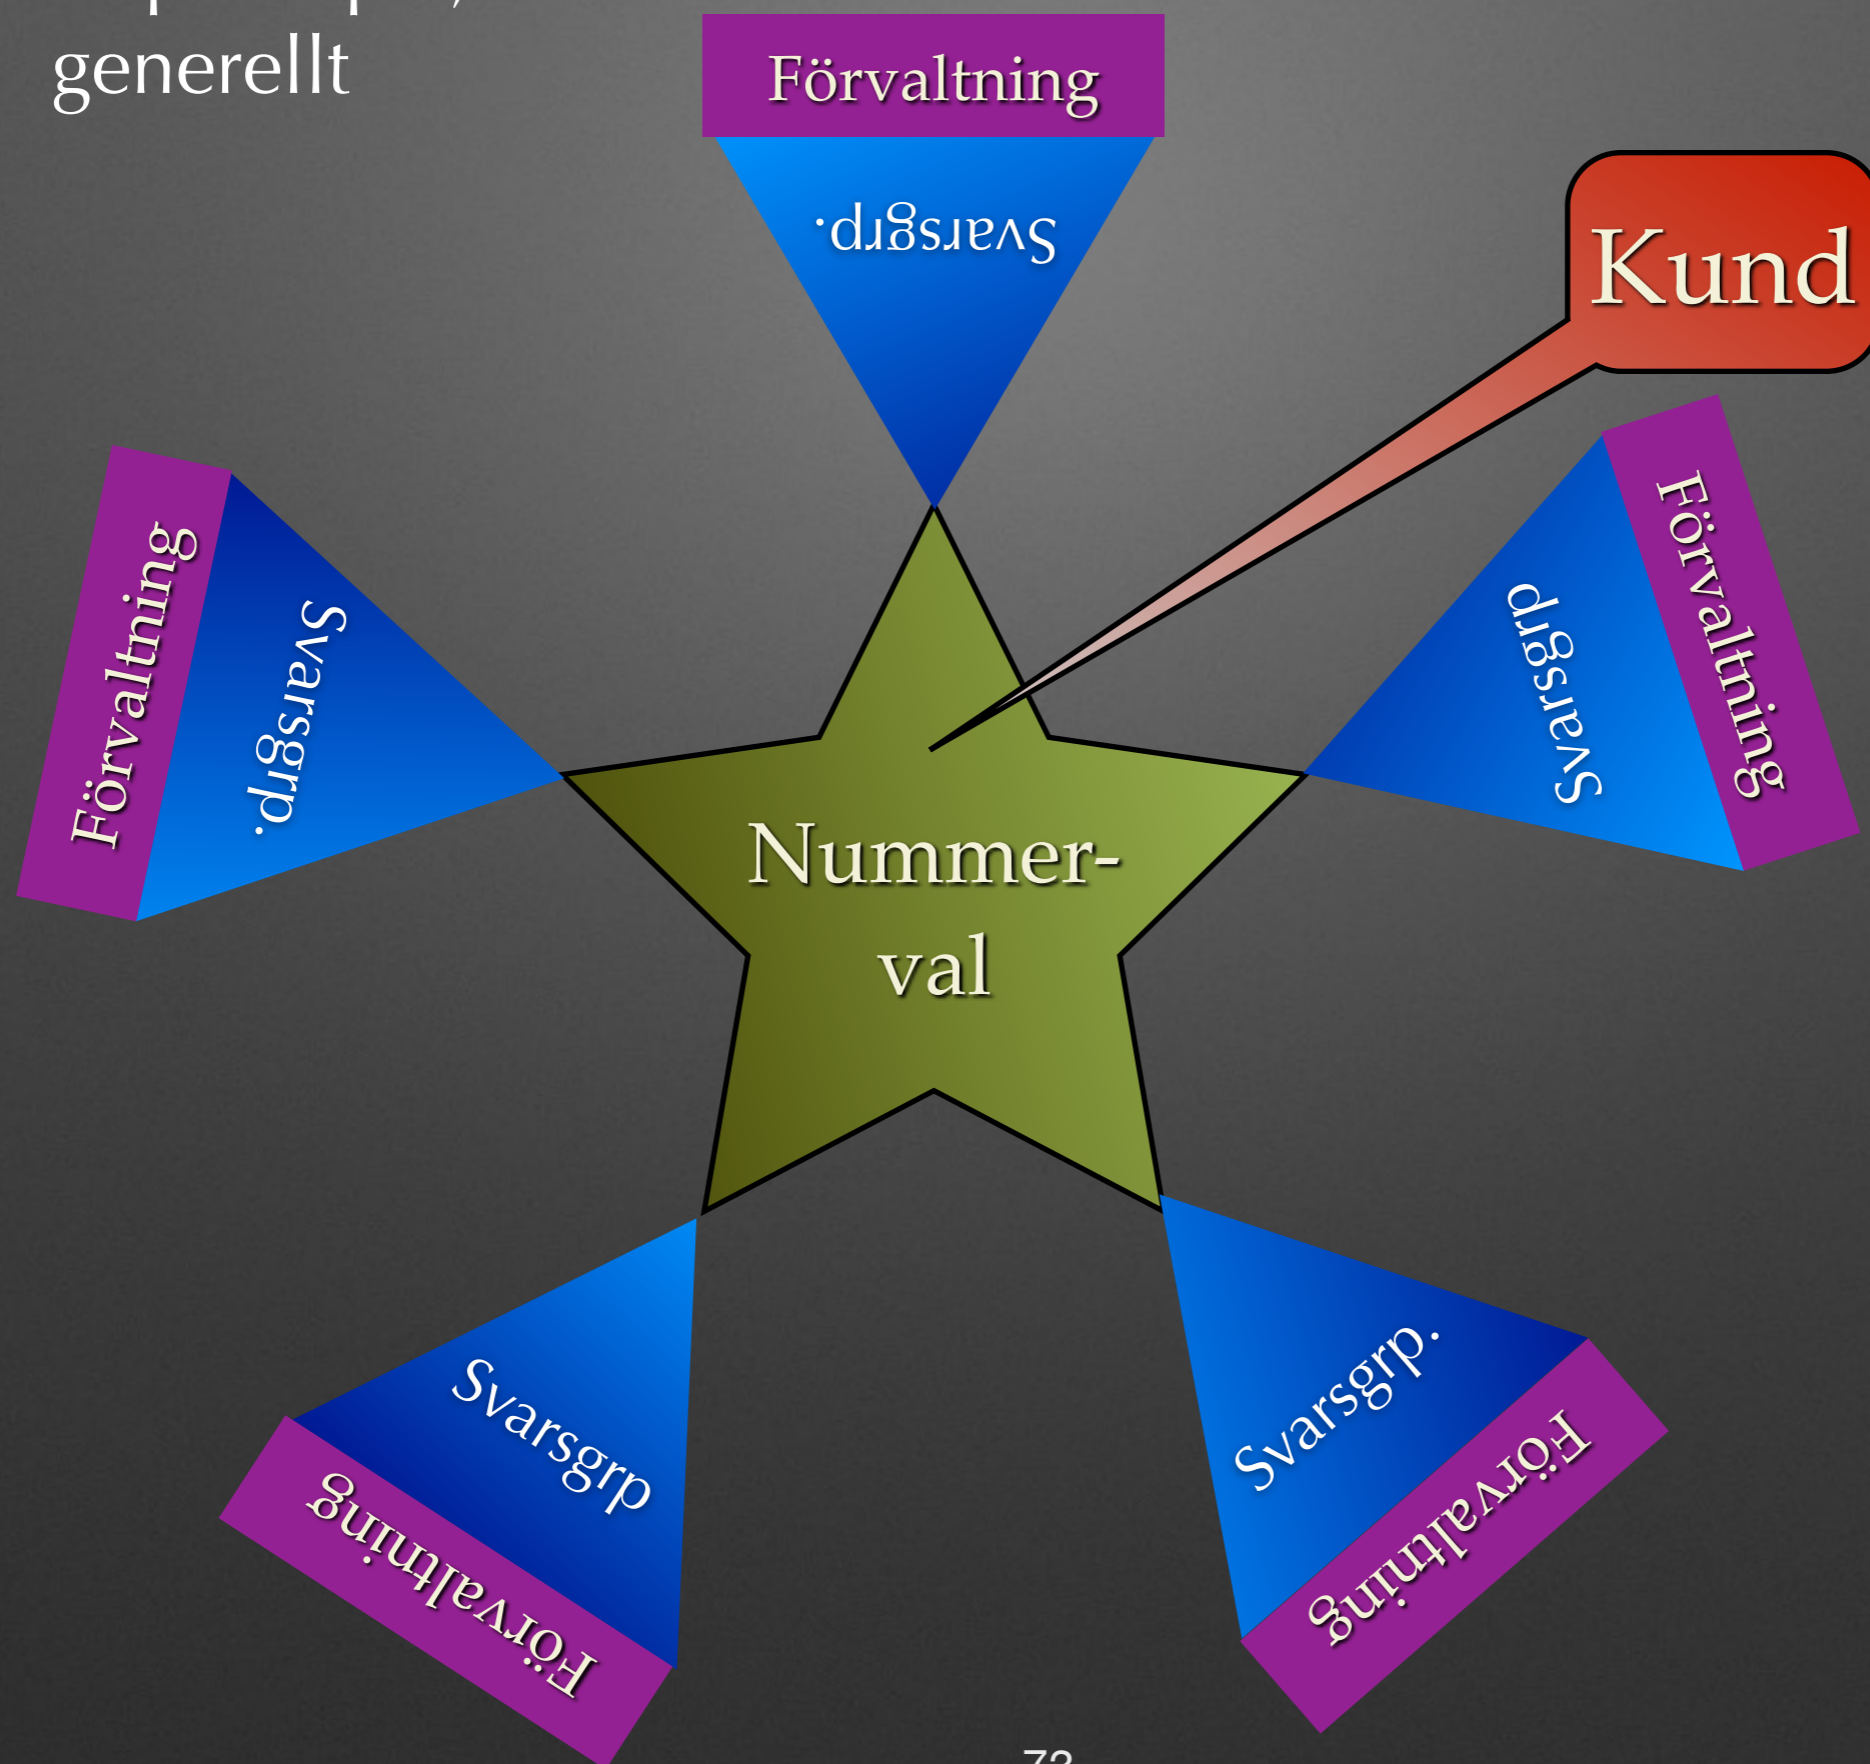 generellt
Förvaltning
Svarsgrp.
Kund
Förvaltning
Svarsgrp.
Svarsgrp
Förvaltning
Nummer-
val
Svarsgrp
Förvaltning
Svarsgrp.
Förvaltning